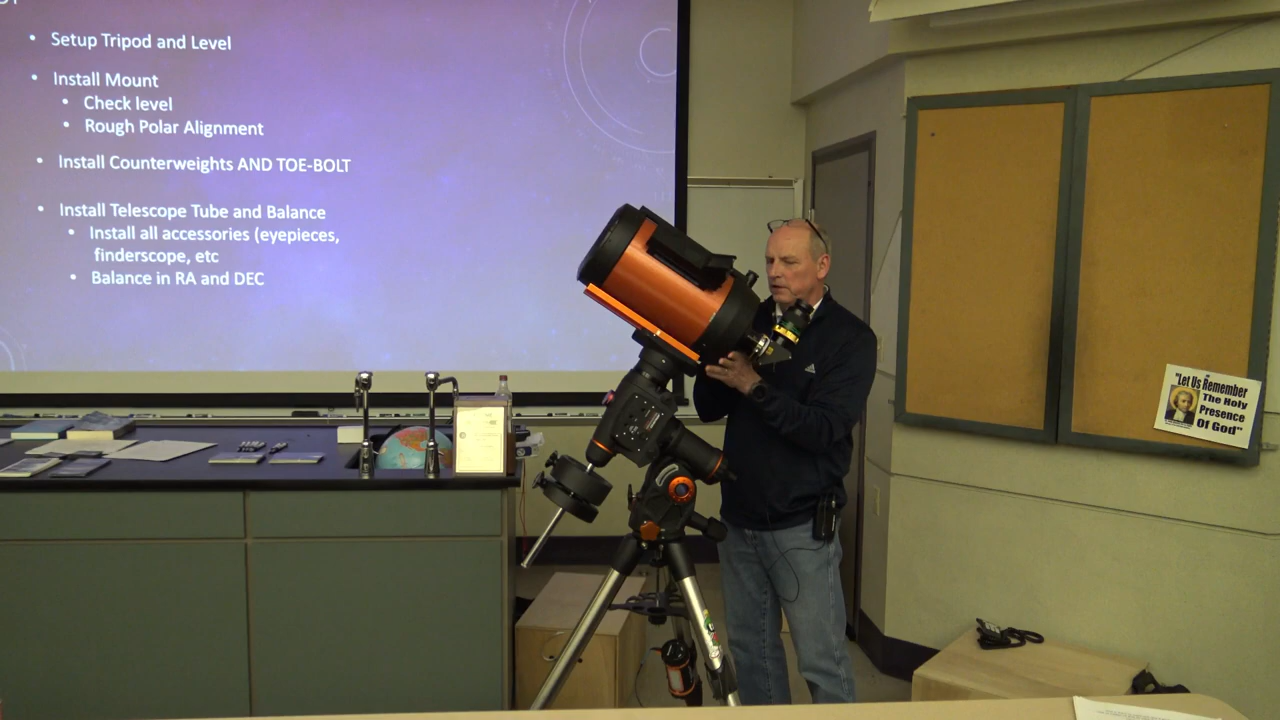 • Setup Tripod and Level
• Install Mount
• Check level
• Rough Polar Alignment
• Install Counterweights AND TOE-BOLT
• Install Telescope Tube and Balance
• Install all accessories (eyepieces,
finderscope, etc
• Balance in RA and DEC
"Let Us Remember
The Holy
Presence
Of God"
adidas